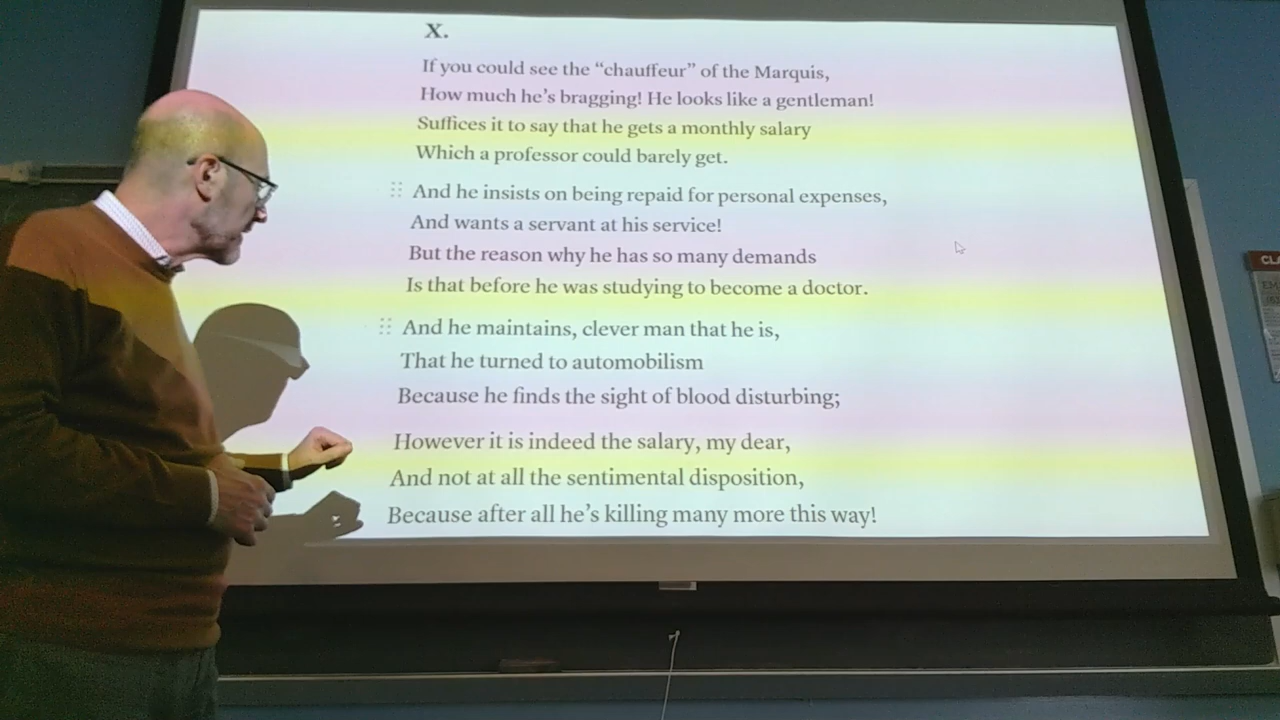 X.
If you could see the “chauffeur” of the Marquis,
How much he’s bragging! He looks like a gentleman!
Suffices it to say that he gets a monthly salary
Which a professor could barely get.
And he insists on being repaid for personal expenses,
And wants a servant at his service!
But the reason why he has so many demands
Is that before he was studying to become a doctor.
And he maintains, clever man that he is,
That he turned to automobilism
Because he finds the sight of blood disturbing;
However it is indeed the salary, my dear,
And not at all the sentimental disposition,
Because after all he’s killing many more this way!
CL
EM